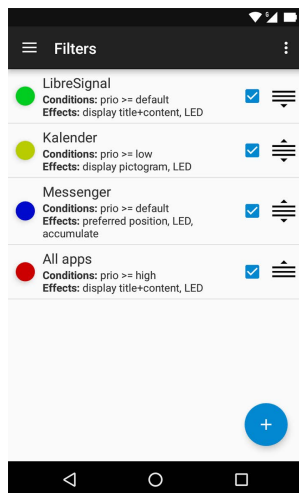 6
Filters
LibreSignal
Conditions: prio >= default
Effects: display title+content, LED
Kalender
Conditions: prio >= low
Effects: display pictogram, LED
Messenger
Conditions: prio >= default
Effects: preferred position, LED,
accumulate
All apps
Conditions: prio >= high
Effects: display title+content, LED
+